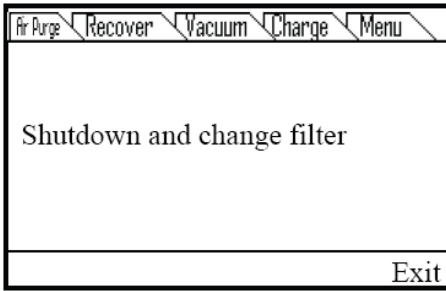 Air Purge Recover Vacuum Charge Menu
Shutdown and change filter
Exit